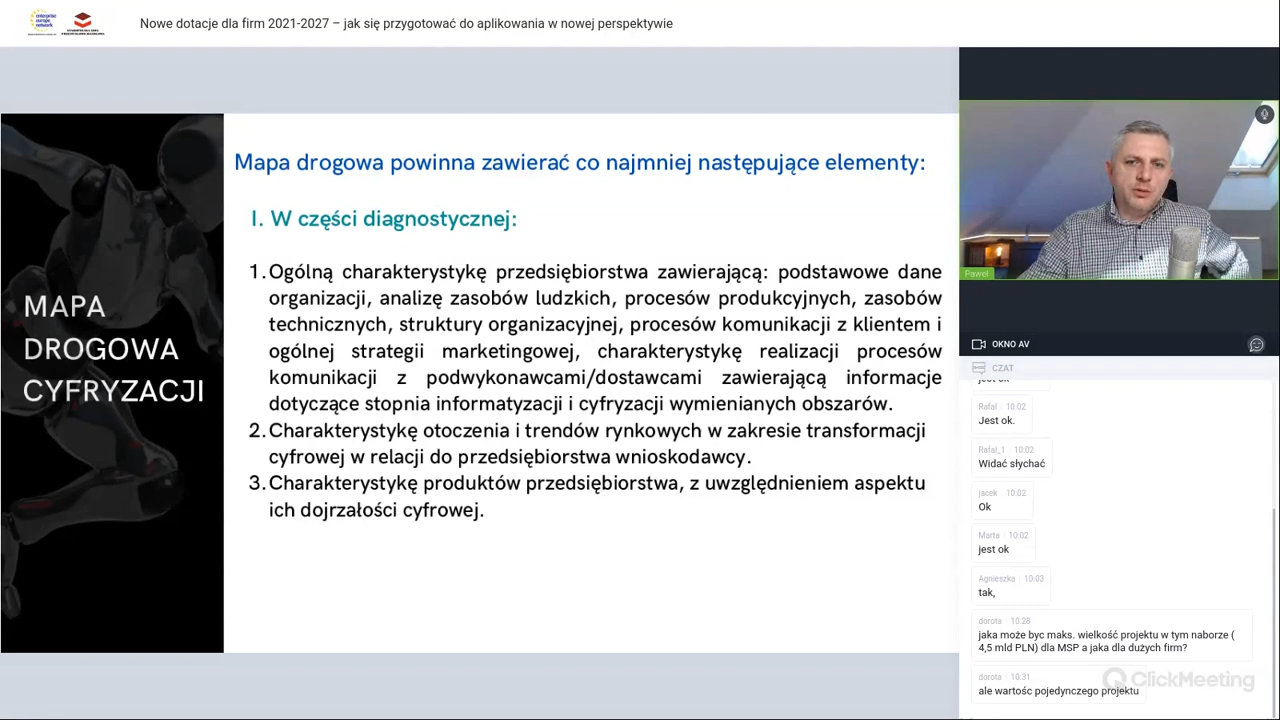 enterprise
europe
network
Nowe dotacje dla firm 2021-2027 – jak się przygotować do aplikowania w nowej perspektywie
MAPA
DROGOWA
CYFRYZACJI
Mapa drogowa powinna zawierać co najmniej następujące elementy:
I. W części diagnostycznej:
1. Ogólną charakterystykę przedsiębiorstwa zawierającą: podstawowe dane
organizacji, analizę zasobów ludzkich, procesów produkcyjnych, zasobów
technicznych, struktury organizacyjnej, procesów komunikacji z klientem i
ogólnej strategii marketingowej, charakterystykę realizacji procesów
komunikacji z podwykonawcami/dostawcami zawierającą informacje
dotyczące stopnia informatyzacji i cyfryzacji wymienianych obszarów.
2. Charakterystykę otoczenia i trendów rynkowych w zakresie transformacji
cyfrowej w relacji do przedsiębiorstwa wnioskodawcy.
3. Charakterystykę produktów przedsiębiorstwa, z uwzględnieniem aspektu
ich dojrzałości cyfrowej.
Paweł
OKNO AV
CZAT
jest ok
Rafał 10:02
Jest ok.
Rafał_1 10:02
Widać słychać
jacek 10:02
Ok
Marta 10:02
jest ok
Agnieszka 10:03
tak,
dorota 10:28
jaka może byc maks. wielkość projektu w tym naborze (
4,5 mld PLN) dla MSP a jaka dla dużych firm?
dorota 10:31
ale wartośc pojedynczego projektu
ClickMeeting